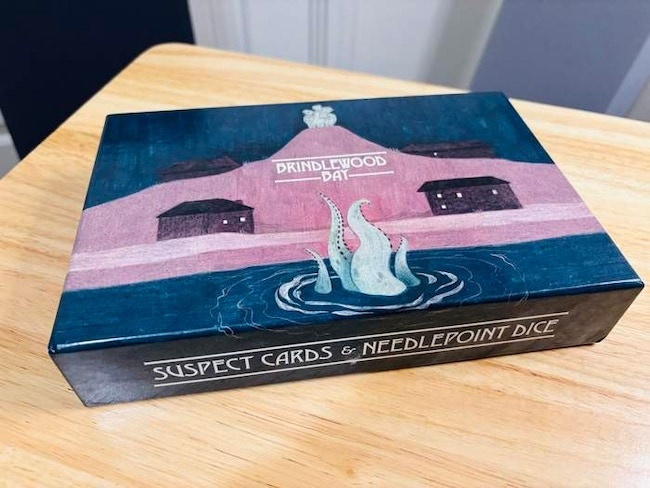 BRINDLEWOOD
BAY
SUSPECT CARDS & NEEDLEPOINT DICE